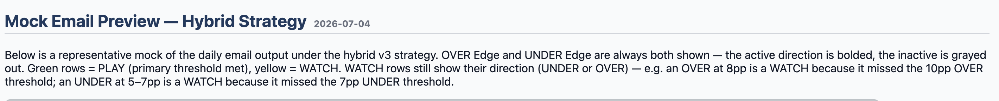 Mock Email Preview — Hybrid Strategy 2026-07-04
Below is a representative mock of the daily email output under the hybrid v3 strategy. OVER Edge and UNDER Edge are always both shown — the active direction is bolded, the inactive is grayed
out. Green rows = PLAY (primary threshold met), yellow = WATCH. WATCH rows still show their direction (UNDER or OVER) — e.g. an OVER at 8pp is a WATCH because it missed the 10pp OVER
threshold; an UNDER at 5–7pp is a WATCH because it missed the 7pp UNDER threshold.